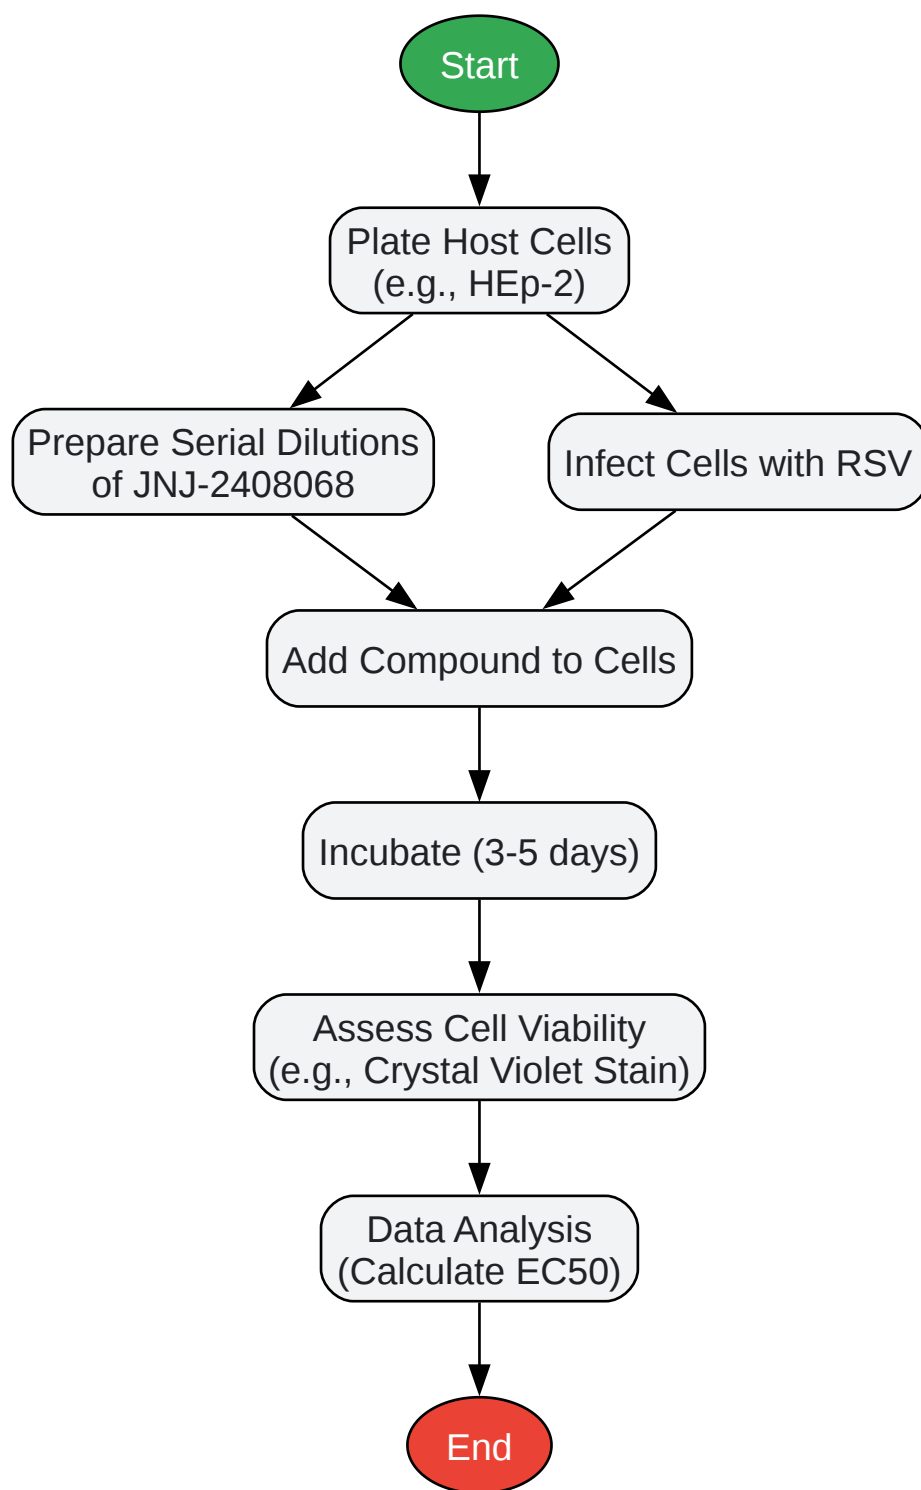 Start
Plate Host Cells
(e.g., HEp-2)
Prepare Serial Dilutions
of JNJ-2408068
Infect Cells with RSV
Add Compound to Cells
Incubate (3-5 days)
Assess Cell Viability
(e.g., Crystal Violet Stain)
Data Analysis
(Calculate EC50)
End